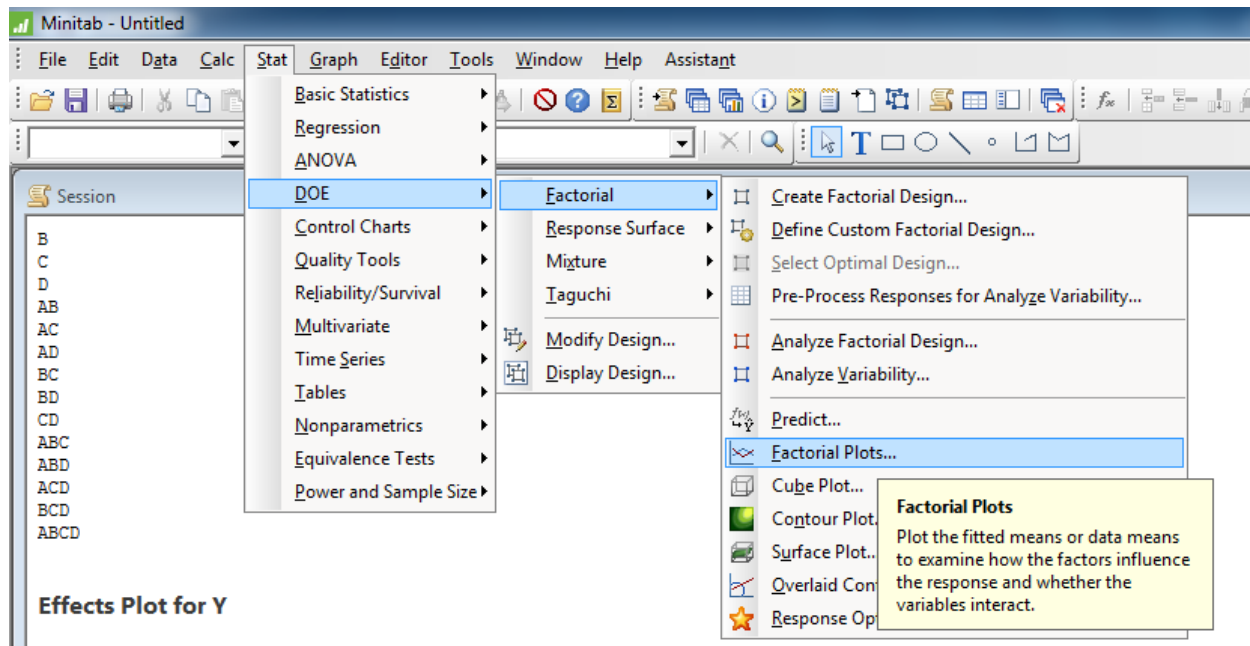 Minitab - Untitled
File Edit Data Calc Stat Graph Editor Tools Window Help Assistant
Session
B
C
D
AB
AC
AD
BC
BD
CD
ABC
ABD
ACD
BCD
ABCD
Effects Plot for Y
Basic Statistics
Regression
ANOVA
DOE
Control Charts
Quality Tools
Reliability/Survival
Multivariate
Time Series
Tables
Nonparametrics
Equivalence Tests
Power and Sample Size
Factorial
Response Surface
Mixture
Taguchi
Modify Design...
Display Design...
Create Factorial Design...
Define Custom Factorial Design...
Select Optimal Design...
Pre-Process Responses for Analyze Variability...
Analyze Factorial Design...
Analyze Variability...
Predict...
Factorial Plots...
Cube Plot...
Contour Plot.
Surface Plot..
Overlaid Con
Response Op
Factorial Plots
Plot the fitted means or data means
to examine how the factors influence
the response and whether the
variables interact.